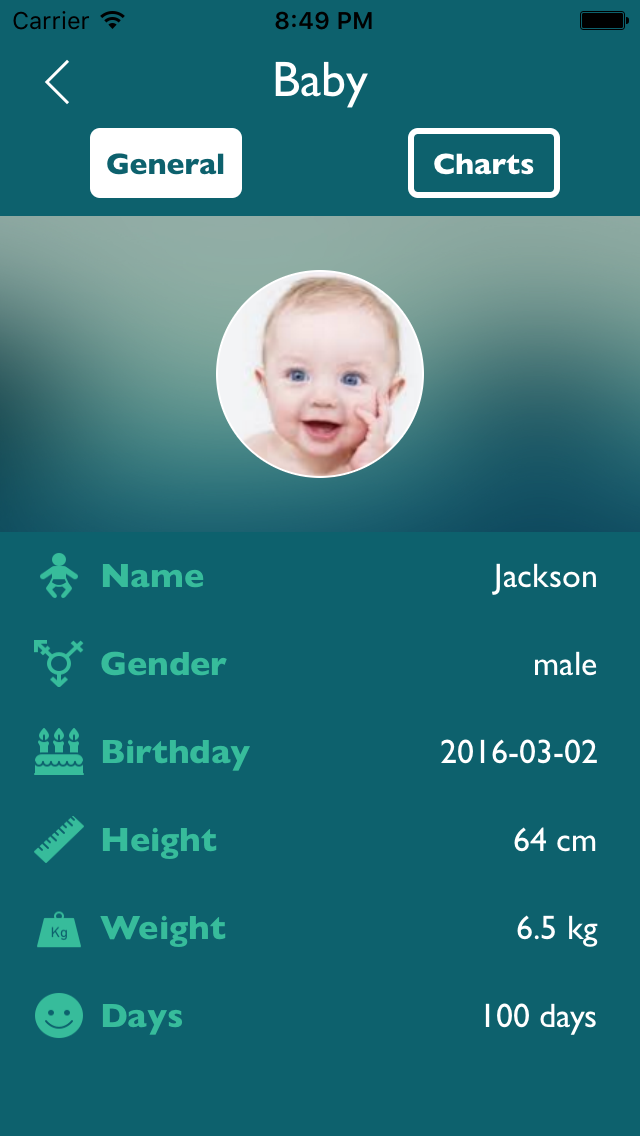 Carrier 8:49 PM
Baby
General Charts
Name Jackson
Gender male
Birthday 2016-03-02
Height 64 cm
Kg Weight 6.5 kg
Days 100 days